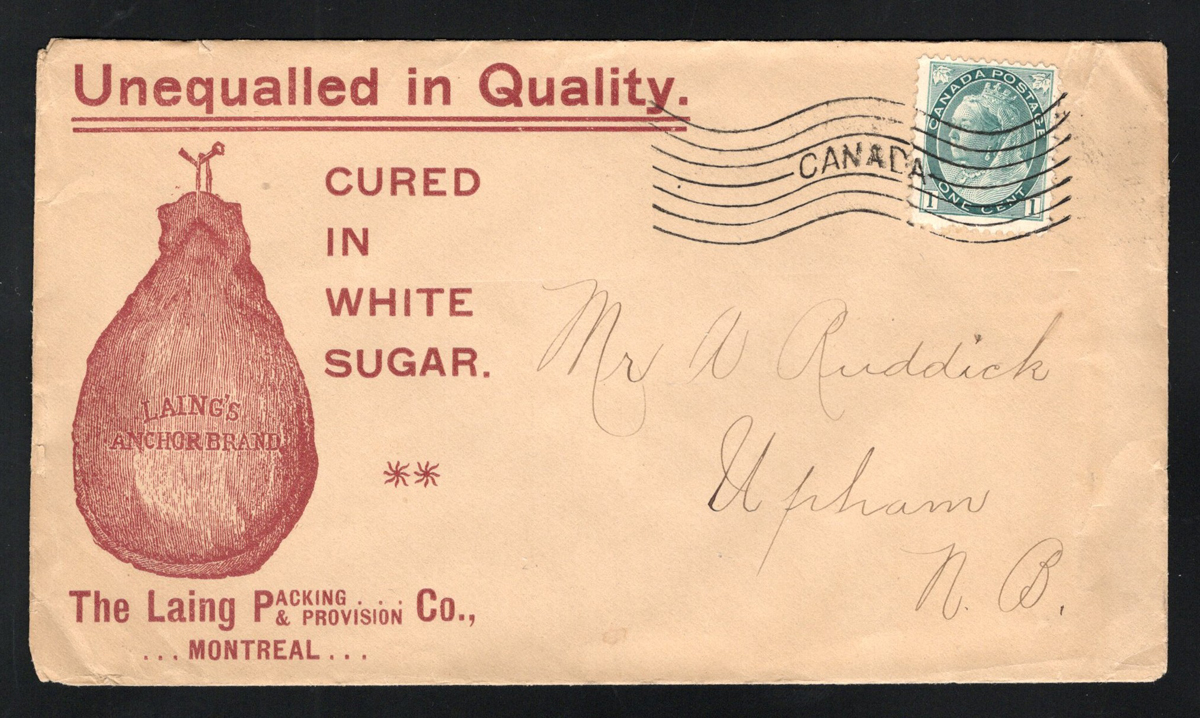 Unequalled in Quality.
CURED
IN
WHITE
SUGAR.
LAING'S
ANCHOR BRAND
The Laing PACKING . . . & PROVISION Co.,
. . . MONTREAL . . .
CANADA
CANADA POSTAGE
ONE CENT
1 1
Mr W Ruddick
Upham
N. B.